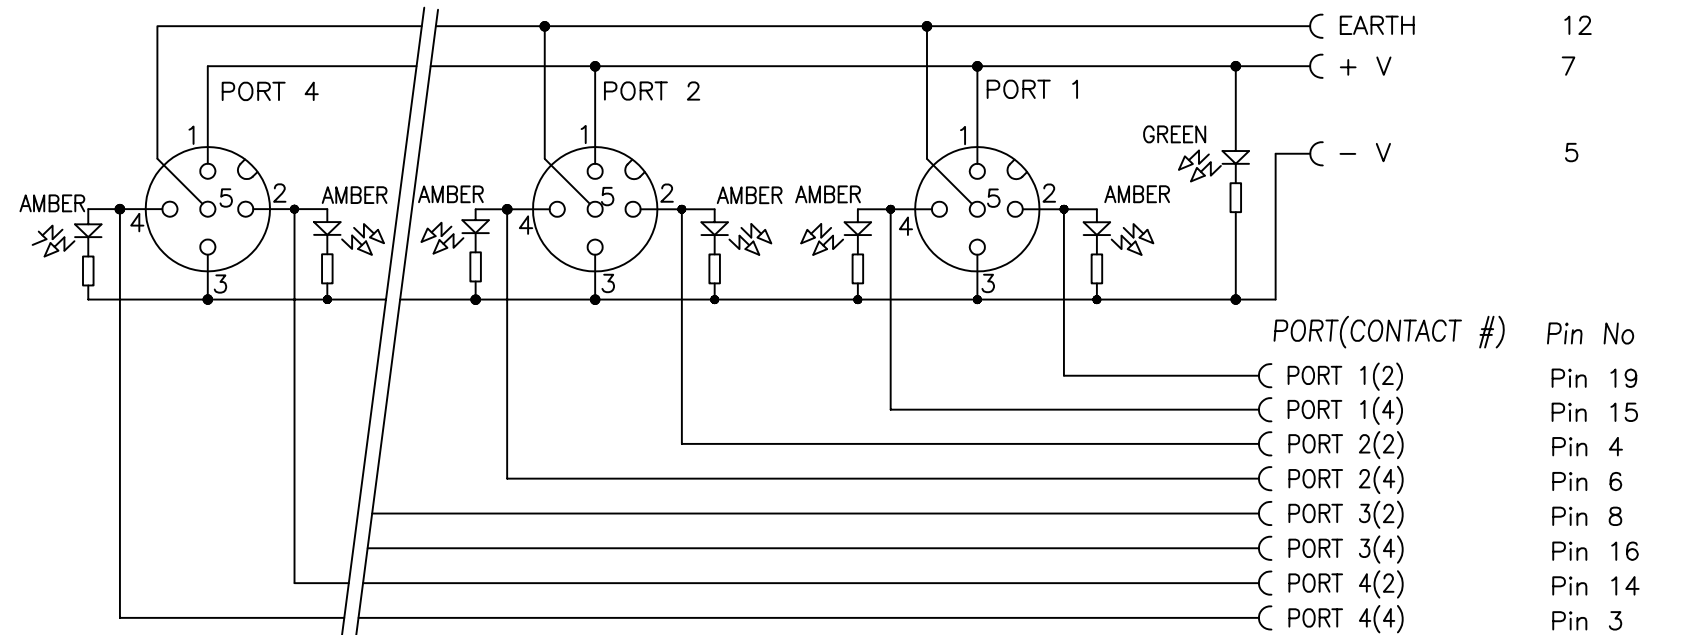 EARTH 12
+ V 7
PORT 4 PORT 2 PORT 1
1 1 1 GREEN
- V 5
AMBER 4 5 2 AMBER AMBER 4 5 2 AMBER AMBER 4 5 2 AMBER
3 3 3
PORT(CONTACT #) Pin No
PORT 1(2) Pin 19
PORT 1(4) Pin 15
PORT 2(2) Pin 4
PORT 2(4) Pin 6
PORT 3(2) Pin 8
PORT 3(4) Pin 16
PORT 4(2) Pin 14
PORT 4(4) Pin 3